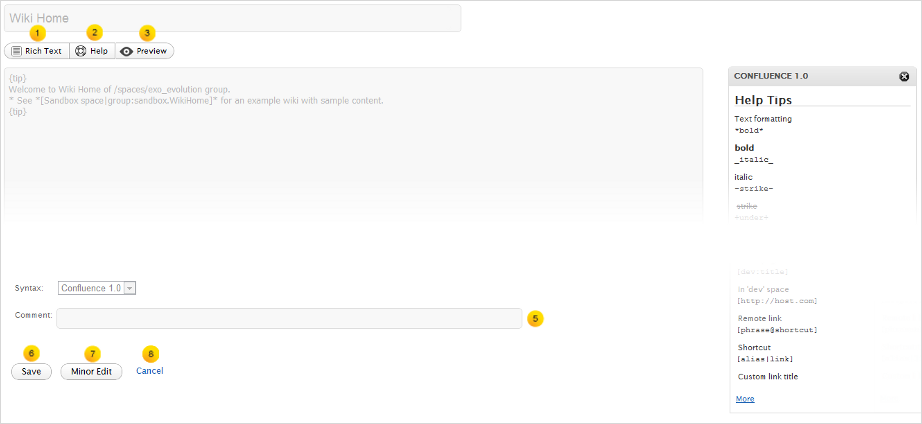 Wiki Home
1 2 3
Rich Text Help Preview
{tip}
Welcome to Wiki Home of /spaces/exo_evolution group.
* See "[Sandbox space|group:sandbox.WikiHome]" for an example wiki with sample content.
{tip}
Syntax: Confluence 1.0
Comment: 5
6 7 8
Save Minor Edit Cancel
CONFLUENCE 1.0
Help Tips
Text formatting
*bold*
bold
_italic_
italic
-strike-
strike
+under+
[dev:title]
In 'dev' space
[http://host.com]
Remote link
[phrase@shortcut]
Shortcut
[alias|link]
Custom link title
More